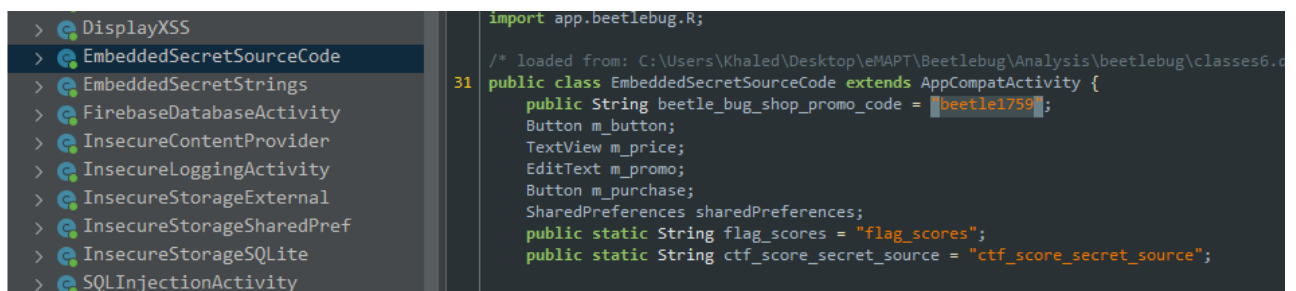 DisplayXSS
EmbeddedSecretSourceCode
EmbeddedSecretStrings
FirebaseDatabaseActivity
InsecureContentProvider
InsecureLoggingActivity
InsecureStorageExternal
InsecureStorageSharedPref
InsecureStorageSQLite
SQLInjectionActivity
import app.beetlebug.R;
/* loaded from: C:\Users\Khaled\Desktop\eMAPT\Beetlebug\Analysis\beetlebug\classes6.d
31 public class EmbeddedSecretSourceCode extends AppCompatActivity {
public String beetle_bug_shop_promo_code = "beetle1759";
Button m_button;
TextView m_price;
EditText m_promo;
Button m_purchase;
SharedPreferences sharedPreferences;
public static String flag_scores = "flag_scores";
public static String ctf_score_secret_source = "ctf_score_secret_source";